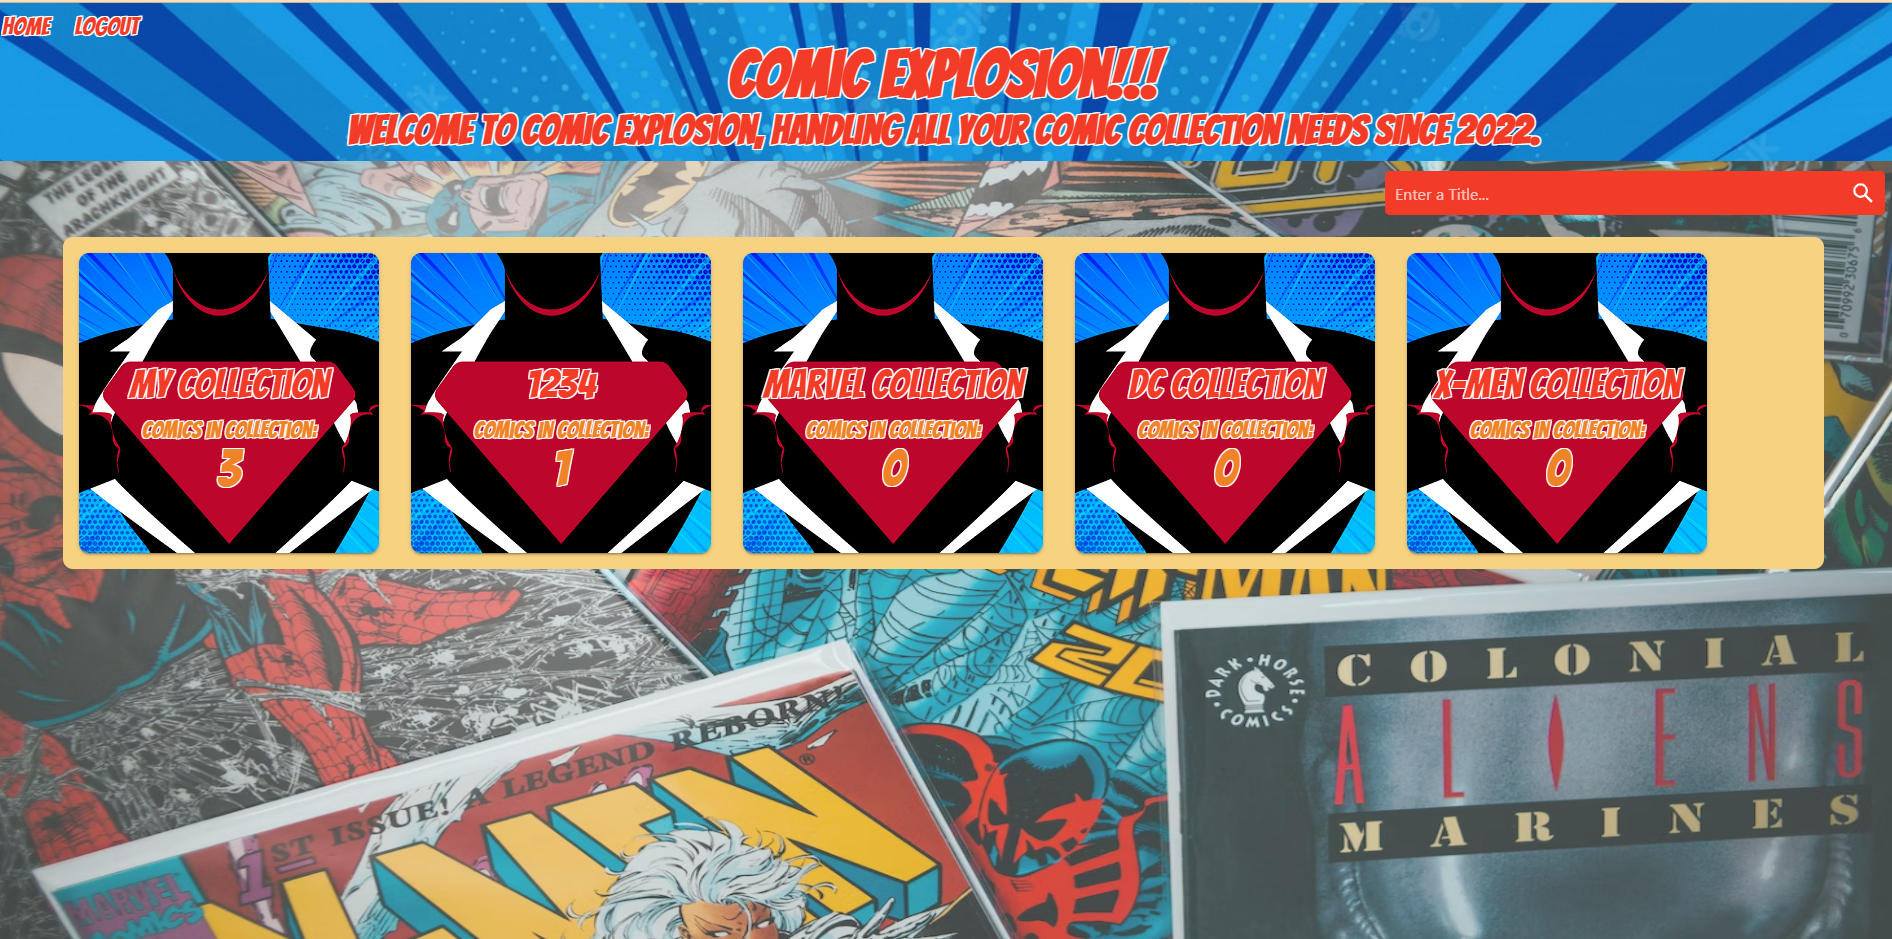 HOME LOGOUT
COMIC EXPLOSION!!!
WELCOME TO COMIC EXPLOSION, HANDLING ALL YOUR COMIC COLLECTION NEEDS SINCE 2022.
THE LEGEND
OF THE
ARACHKNIGHT
Enter a Title...
MY COLLECTION
COMICS IN COLLECTION:
3
1234
COMICS IN COLLECTION:
1
MARVEL COLLECTION
COMICS IN COLLECTION:
0
DC COLLECTION
COMICS IN COLLECTION:
0
X-MEN COLLECTION
COMICS IN COLLECTION:
0
1ST ISSUE! A LEGEND REBORN!
MARVEL
COMICS
X-MEN
DARK HORSE
COMICS
COLONIAL
ALIENS
MARINES